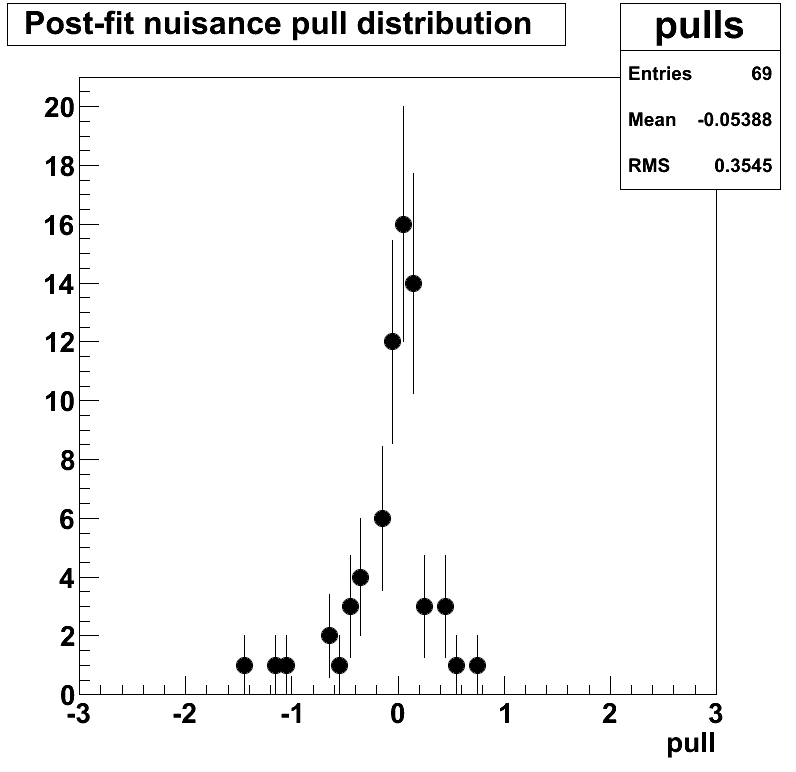 Post-fit nuisance pull distribution
pulls
Entries 69
Mean -0.05388
RMS 0.3545
20
18
16
14
12
10
8
6
4
2
0
-3 -2 -1 0 1 2 3
pull